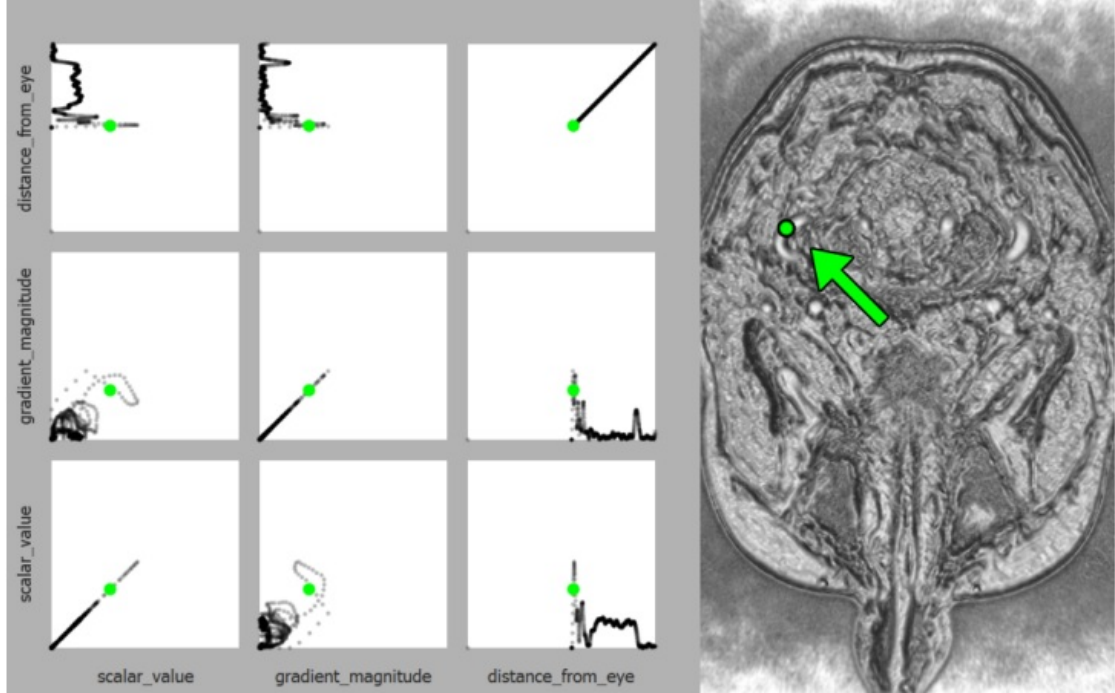 distance_from_eye
gradient_magnitude
scalar_value
scalar_value gradient_magnitude distance_from_eye